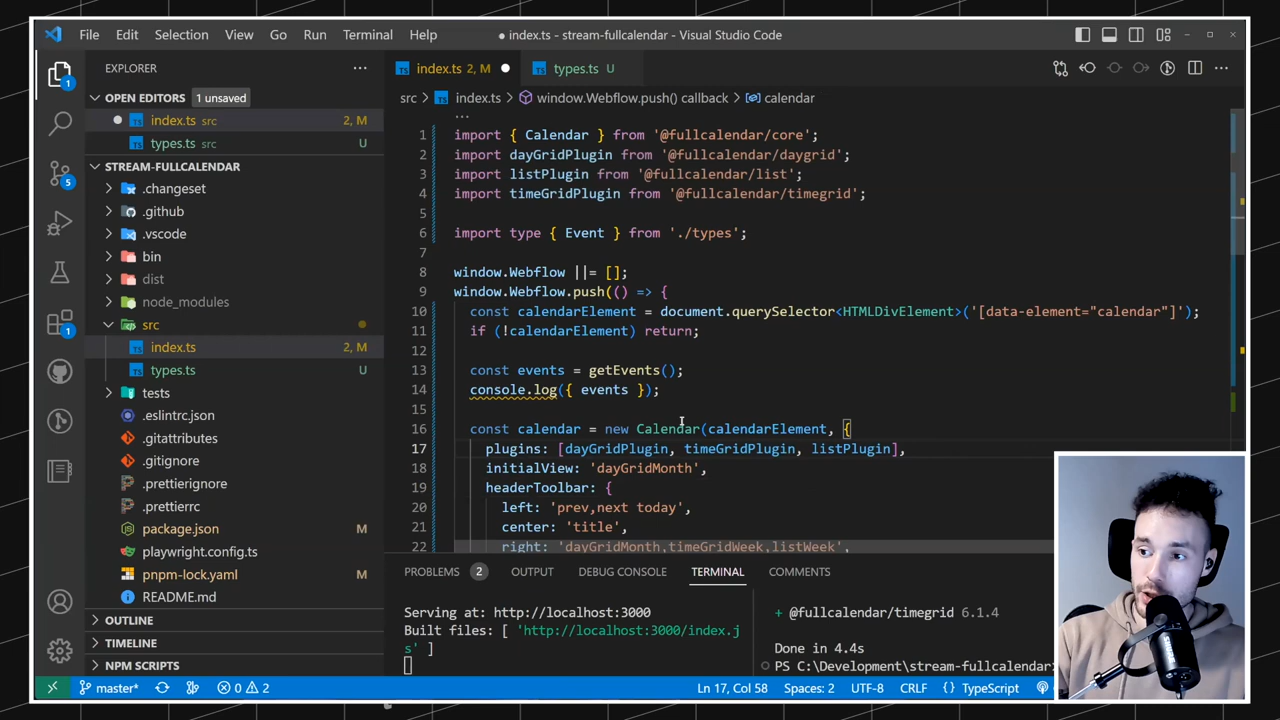 File Edit Selection View Go Run Terminal Help
index.ts - stream-fullcalendar - Visual Studio Code
EXPLORER
OPEN EDITORS 1 unsaved
index.ts src 2, M
types.ts src U
STREAM-FULLCALENDAR
.changeset
.github
.vscode
bin
dist
node_modules
src
index.ts 2, M
types.ts U
tests
.eslintrc.json
.gitattributes
.gitignore
.prettierignore
.prettierrc
package.json M
playwright.config.ts
pnpm-lock.yaml M
README.md
OUTLINE
TIMELINE
NPM SCRIPTS
1
5
1
index.ts 2, M
types.ts U
src index.ts window.Webflow.push() callback calendar
1 import { Calendar } from '@fullcalendar/core';
2 import dayGridPlugin from '@fullcalendar/daygrid';
3 import listPlugin from '@fullcalendar/list';
4 import timeGridPlugin from '@fullcalendar/timegrid';
5
6 import type { Event } from './types';
7
8 window.Webflow ||= [];
9 window.Webflow.push(() => {
10 const calendarElement = document.querySelector<HTMLDivElement>('[data-element="calendar"]');
11 if (!calendarElement) return;
12
13 const events = getEvents();
14 console.log({ events });
15
16 const calendar = new Calendar(calendarElement, {
17 plugins: [dayGridPlugin, timeGridPlugin, listPlugin],
18 initialView: 'dayGridMonth',
19 headerToolbar: {
20 left: 'prev,next today',
21 center: 'title',
22 right: 'dayGridMonth,timeGridWeek,listWeek',
PROBLEMS 2 OUTPUT DEBUG CONSOLE TERMINAL COMMENTS
Serving at: http://localhost:3000
Built files: [ 'http://localhost:3000/index.j
s' ]
+ @fullcalendar/timegrid 6.1.4
Done in 4.4s
PS C:\Development\stream-fullcalendar>
master* 0 2 Ln 17, Col 58 Spaces: 2 UTF-8 CRLF {} TypeScript